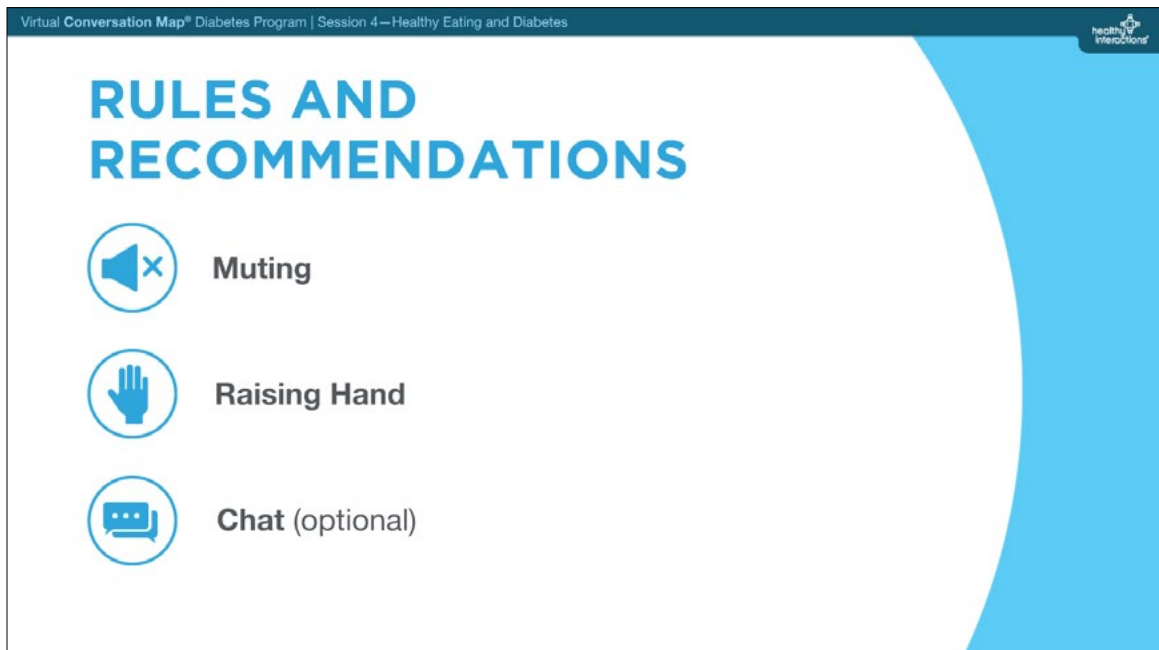 Virtual Conversation Map® Diabetes Program | Session 4—Healthy Eating and Diabetes
healthy
interactions®
RULES AND
RECOMMENDATIONS
Muting
Raising Hand
Chat (optional)